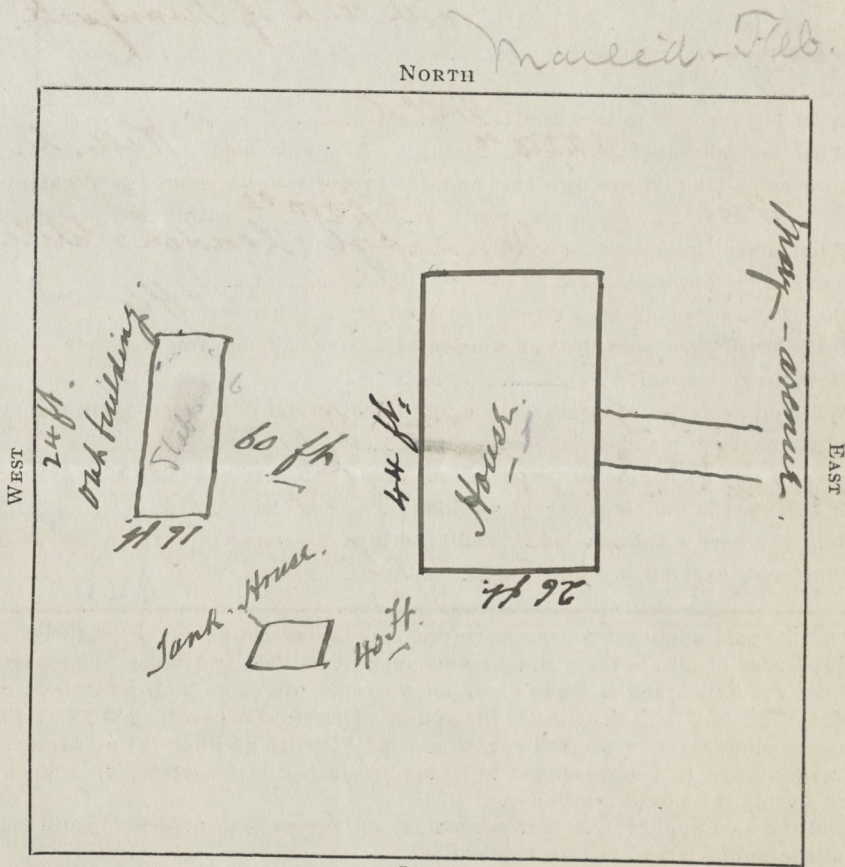 Mailed - Feb.
NORTH
May - avenue.
24 ft.
Out building.
Stable
60 ft
44 ft.
House.
WEST
EAST
16 ft
26 ft.
Tank - House.
40 Ft.